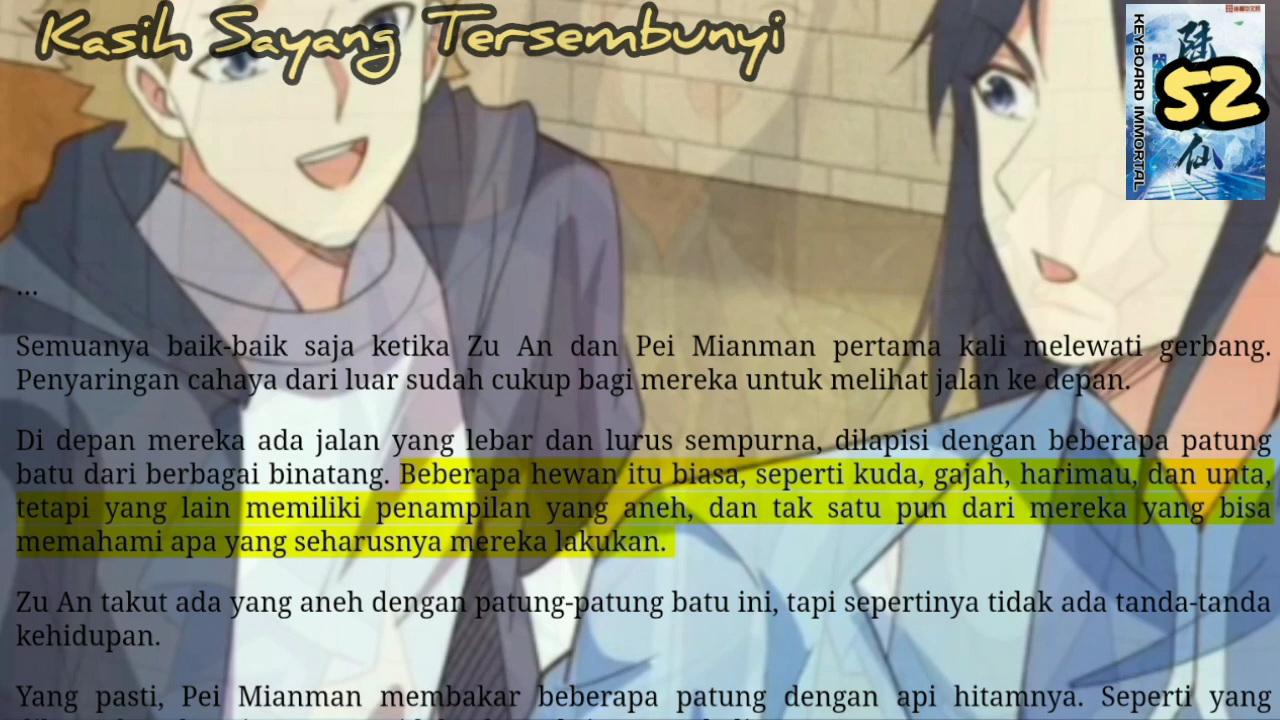 Kasih Sayang Tersembunyi
KEYBOARD IMMORTAL
52
...
Semuanya baik-baik saja ketika Zu An dan Pei Mianman pertama kali melewati gerbang.
Penyaringan cahaya dari luar sudah cukup bagi mereka untuk melihat jalan ke depan.
Di depan mereka ada jalan yang lebar dan lurus sempurna, dilapisi dengan beberapa patung
batu dari berbagai binatang. Beberapa hewan itu biasa, seperti kuda, gajah, harimau, dan unta,
tetapi yang lain memiliki penampilan yang aneh, dan tak satu pun dari mereka yang bisa
memahami apa yang seharusnya mereka lakukan.
Zu An takut ada yang aneh dengan patung-patung batu ini, tapi sepertinya tidak ada tanda-tanda
kehidupan.
Yang pasti, Pei Mianman membakar beberapa patung dengan api hitamnya. Seperti yang